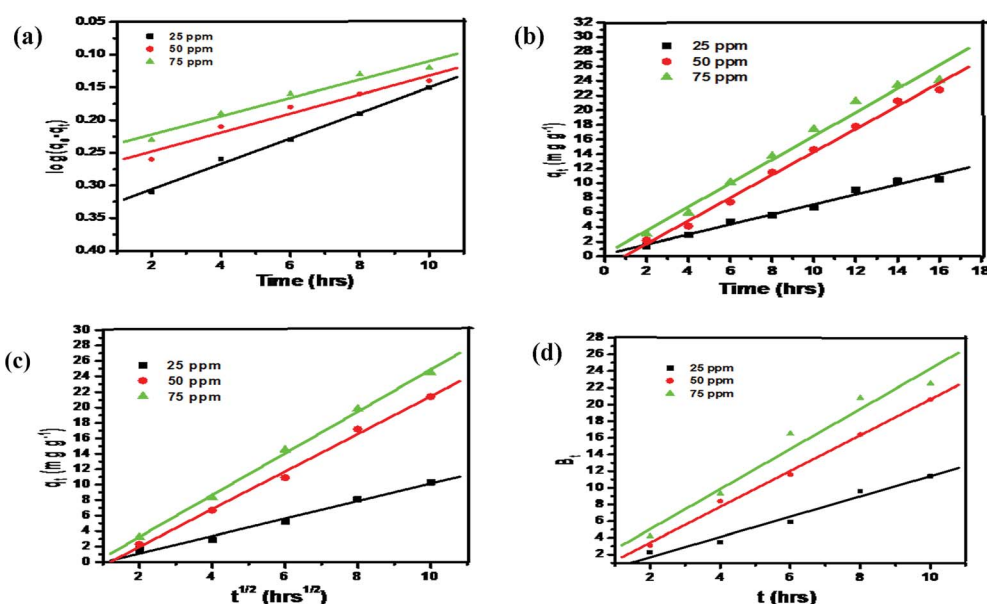 (a)
0.05
0.10
0.15
0.20
0.25
0.30
0.35
0.40
25 ppm
50 ppm
75 ppm
log(qe-qt)
2 4 6 8 10
Time (hrs)
(b)
32
30
28
26
24
22
20
18
16
14
12
10
8
6
4
2
0
25 ppm
50 ppm
75 ppm
qt (mg g-1)
0 2 4 6 8 10 12 14 16 18
Time (hrs)
(c)
30
28
26
24
22
20
18
16
14
12
10
8
6
4
2
0
25 ppm
50 ppm
75 ppm
qt (mg g-1)
2 4 6 8 10
t1/2 (hrs1/2)
(d)
28
26
24
22
20
18
16
14
12
10
8
6
4
2
25 ppm
50 ppm
75 ppm
Bt
2 4 6 8 10
t (hrs)